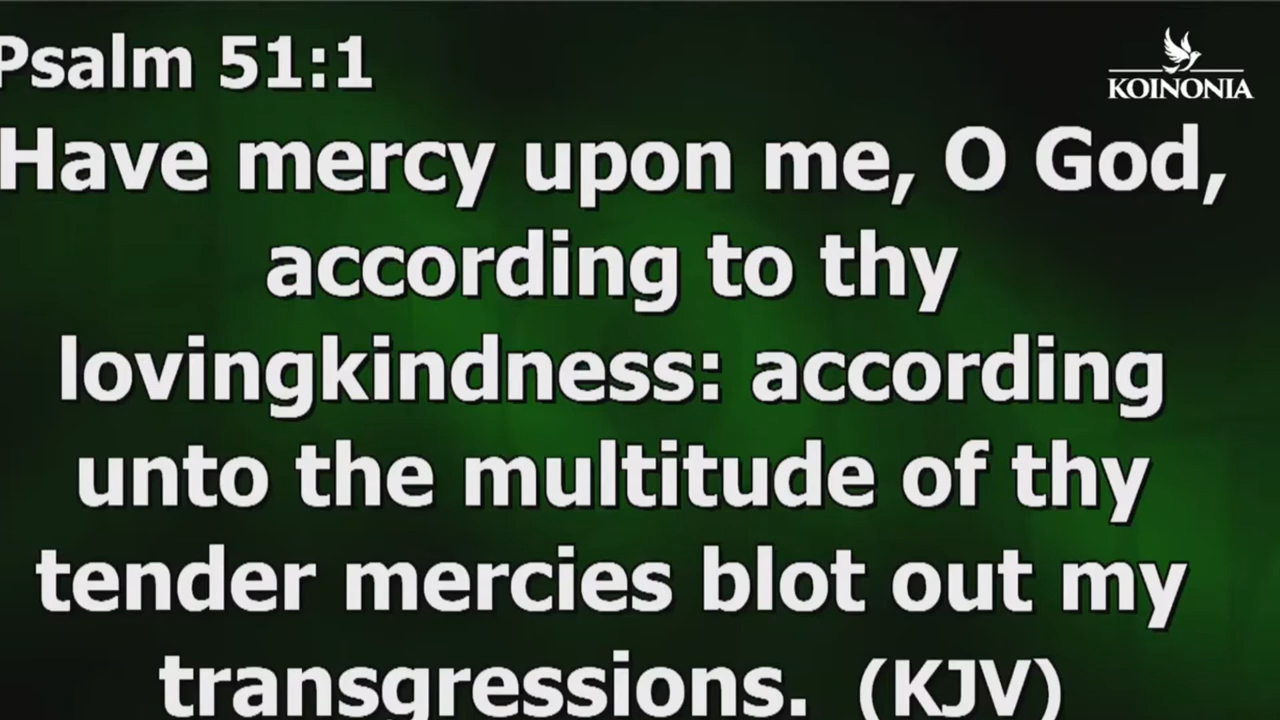 Psalm 51:1
KOINONIA
Have mercy upon me, O God,
according to thy
lovingkindness: according
unto the multitude of thy
tender mercies blot out my
transgressions. (KJV)